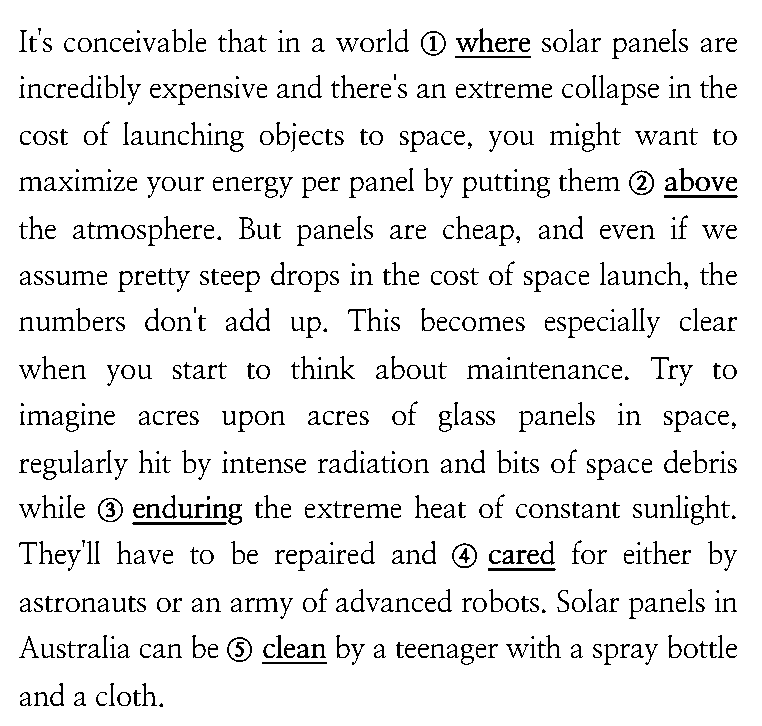 It's conceivable that in a world ① where solar panels are
incredibly expensive and there's an extreme collapse in the
cost of launching objects to space, you might want to
maximize your energy per panel by putting them ② above
the atmosphere. But panels are cheap, and even if we
assume pretty steep drops in the cost of space launch, the
numbers don't add up. This becomes especially clear
when you start to think about maintenance. Try to
imagine acres upon acres of glass panels in space,
regularly hit by intense radiation and bits of space debris
while ③ enduring the extreme heat of constant sunlight.
They'll have to be repaired and ④ cared for either by
astronauts or an army of advanced robots. Solar panels in
Australia can be ⑤ clean by a teenager with a spray bottle
and a cloth.